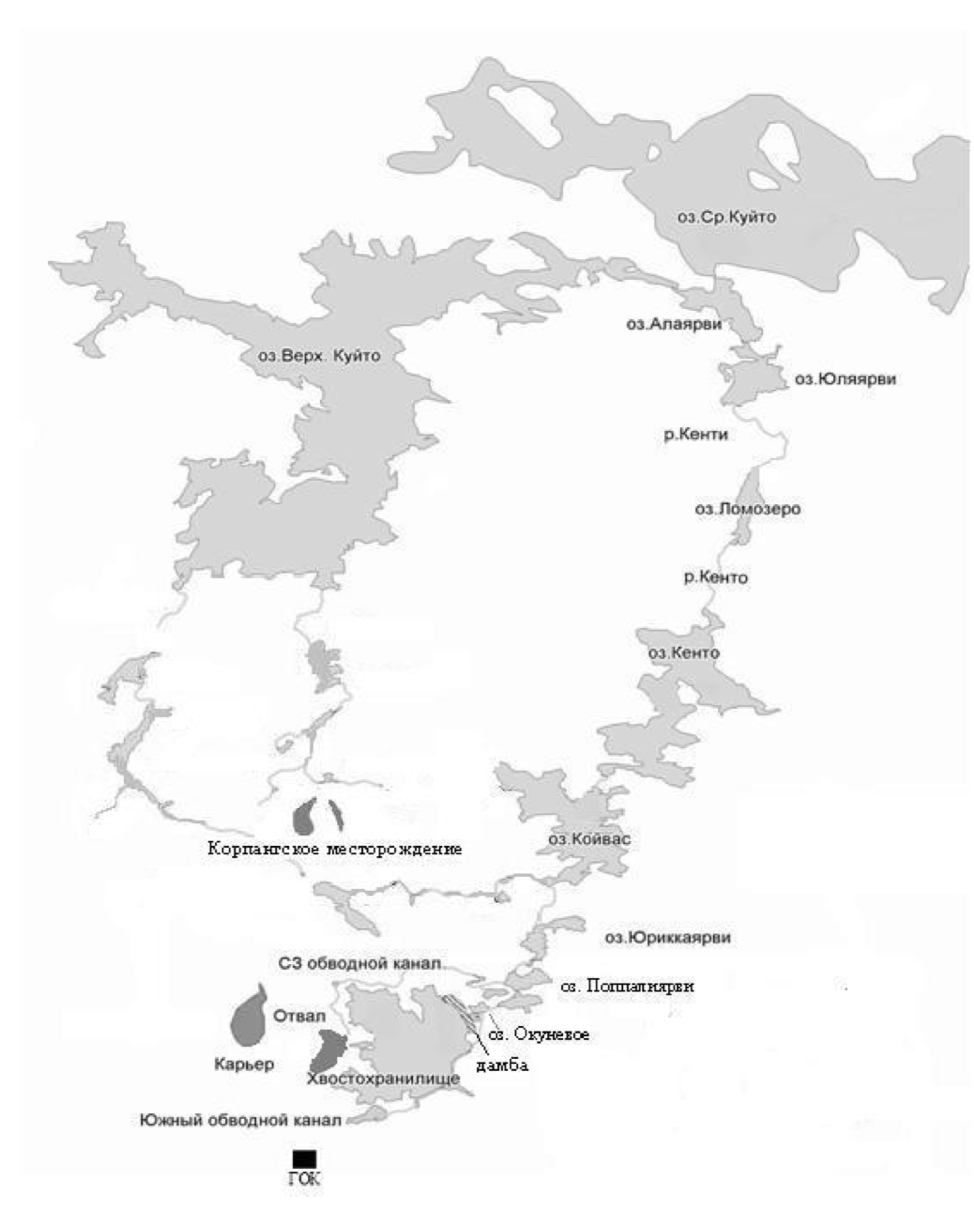 оз.Ср.Куйто
оз.Алаярви
оз.Верх. Куйто
оз.Юляярви
р.Кенти
оз.Ломозеро
р.Кенто
оз.Кенто
оз.Койвас
Корпангское месторождение
оз.Юриккаярви
СЗ обводной канал
оз. Поппалиярви
Отвал
оз. Окуневое
Карьер
дамба
Хвостохранилище
Южный обводной канал
ГОК